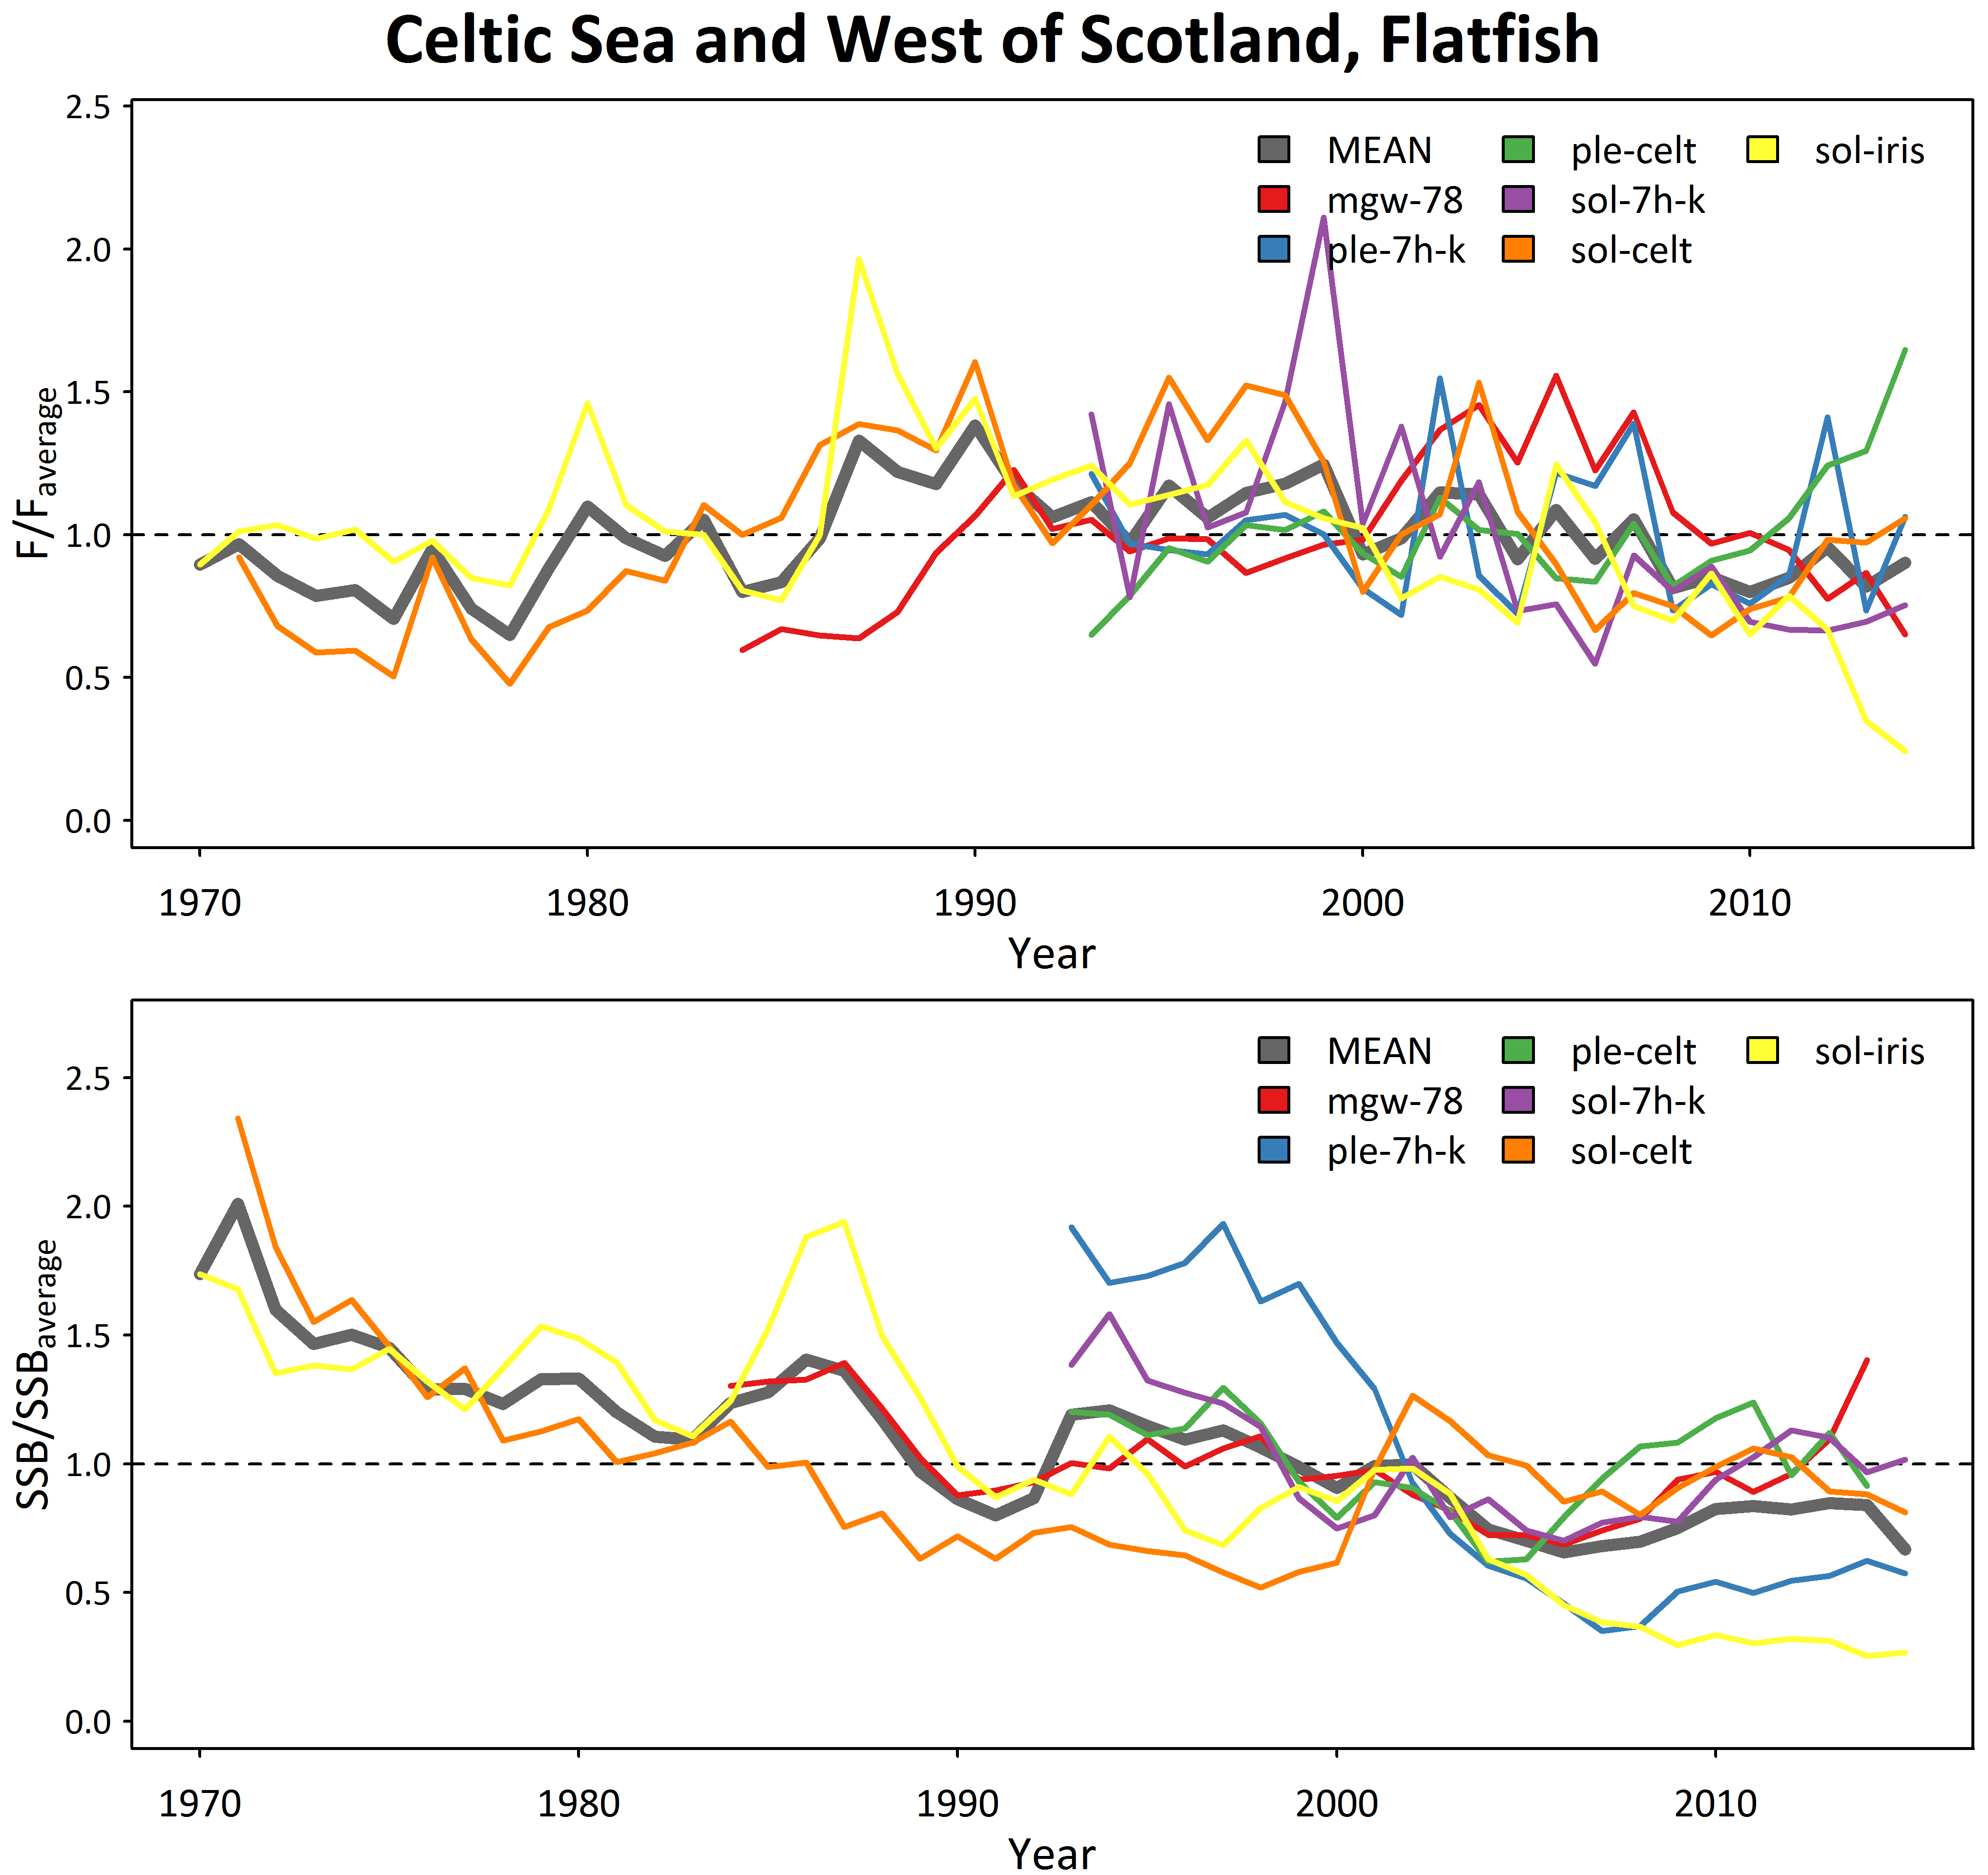 Celtic Sea and West of Scotland, Flatfish
2.5
2.0
1.5
1.0
0.5
0.0
F/Faverage
MEAN ple-celt sol-iris
mgw-78 sol-7h-k
ple-7h-k sol-celt
1970 1980 1990 2000 2010
Year
2.5
2.0
1.5
1.0
0.5
0.0
SSB/SSBaverage
MEAN ple-celt sol-iris
mgw-78 sol-7h-k
ple-7h-k sol-celt
1970 1980 1990 2000 2010
Year